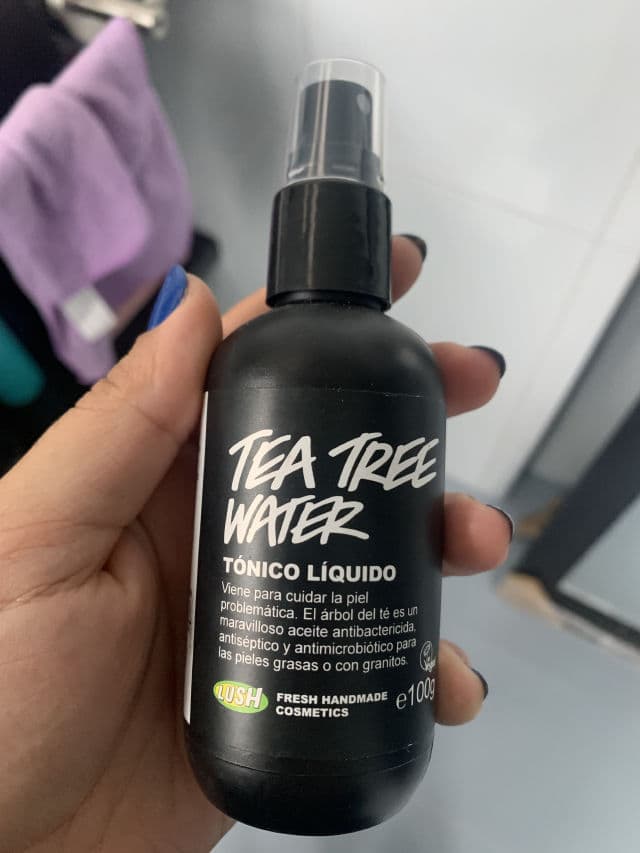 TEA TREE
WATER
TÓNICO LÍQUIDO
Viene para cuidar la piel
problemática. El árbol del té es un
maravilloso aceite antibactericida,
antiséptico y antimicrobiótico para
las pieles grasas o con granitos.
LUSH
FRESH HANDMADE
COSMETICS
e100g
Vegan